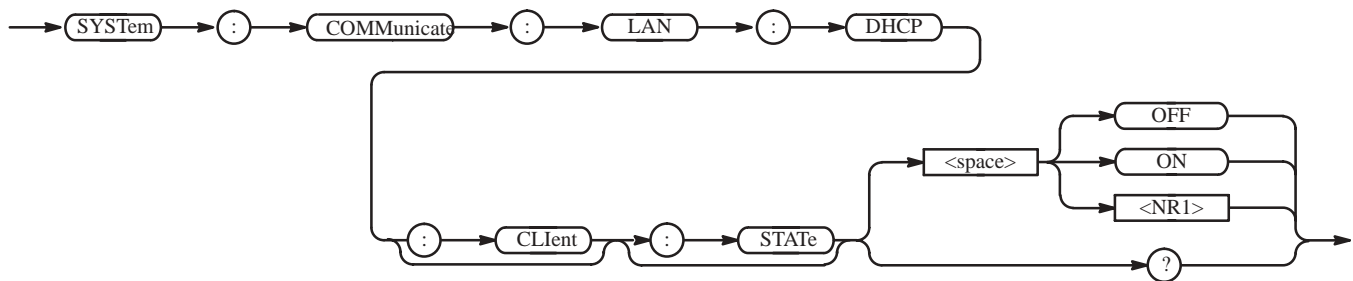 SYSTem : COMMunicate : LAN : DHCP
OFF
<space> ON
<NR1>
: CLIent : STATe
?